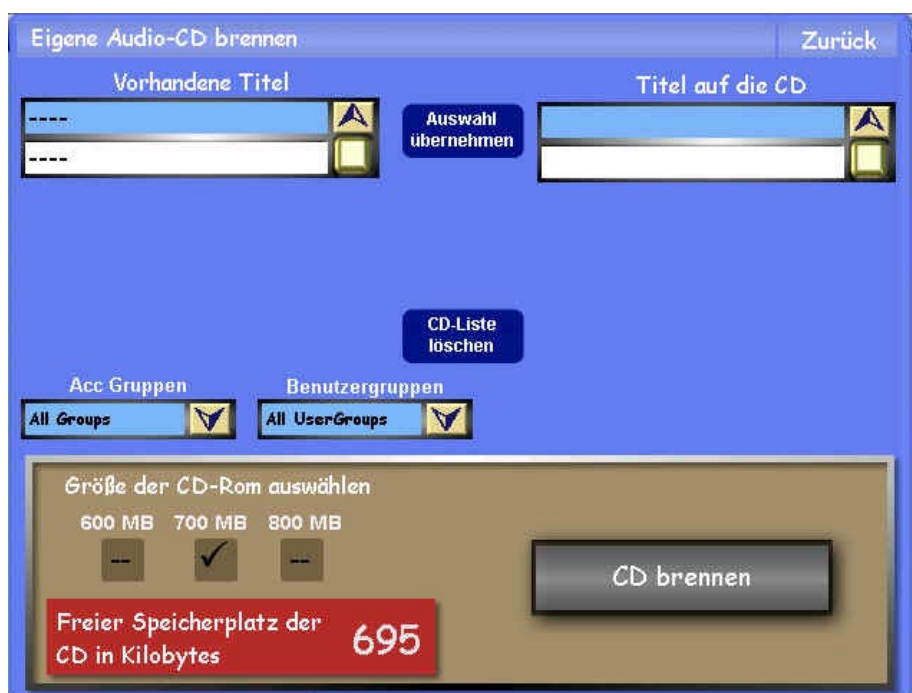 Eigene Audio-CD brennen
Zurück
Vorhandene Titel
Titel auf die CD
----
----
Auswahl
übernehmen
CD-Liste
löschen
Acc Gruppen
Benutzergruppen
All Groups
All UserGroups
Größe der CD-Rom auswählen
600 MB 700 MB 800 MB
-- ✓ --
CD brennen
Freier Speicherplatz der
CD in Kilobytes
695